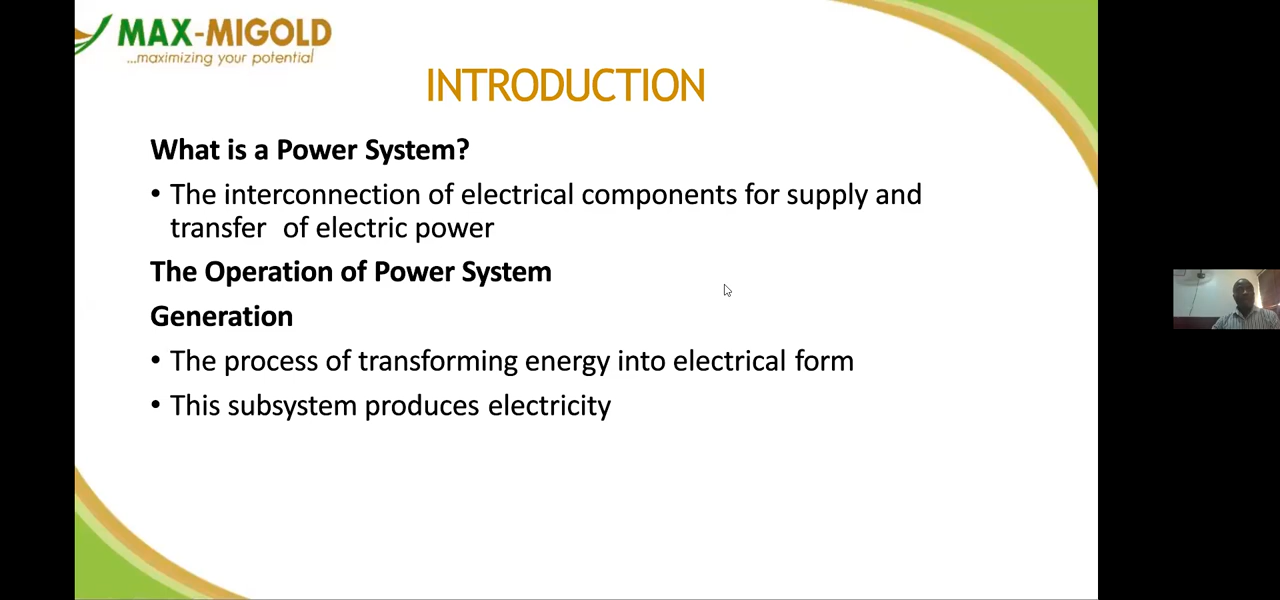 MAX-MIGOLD
...maximizing your potential
INTRODUCTION
What is a Power System?
• The interconnection of electrical components for supply and
transfer of electric power
The Operation of Power System
Generation
• The process of transforming energy into electrical form
• This subsystem produces electricity